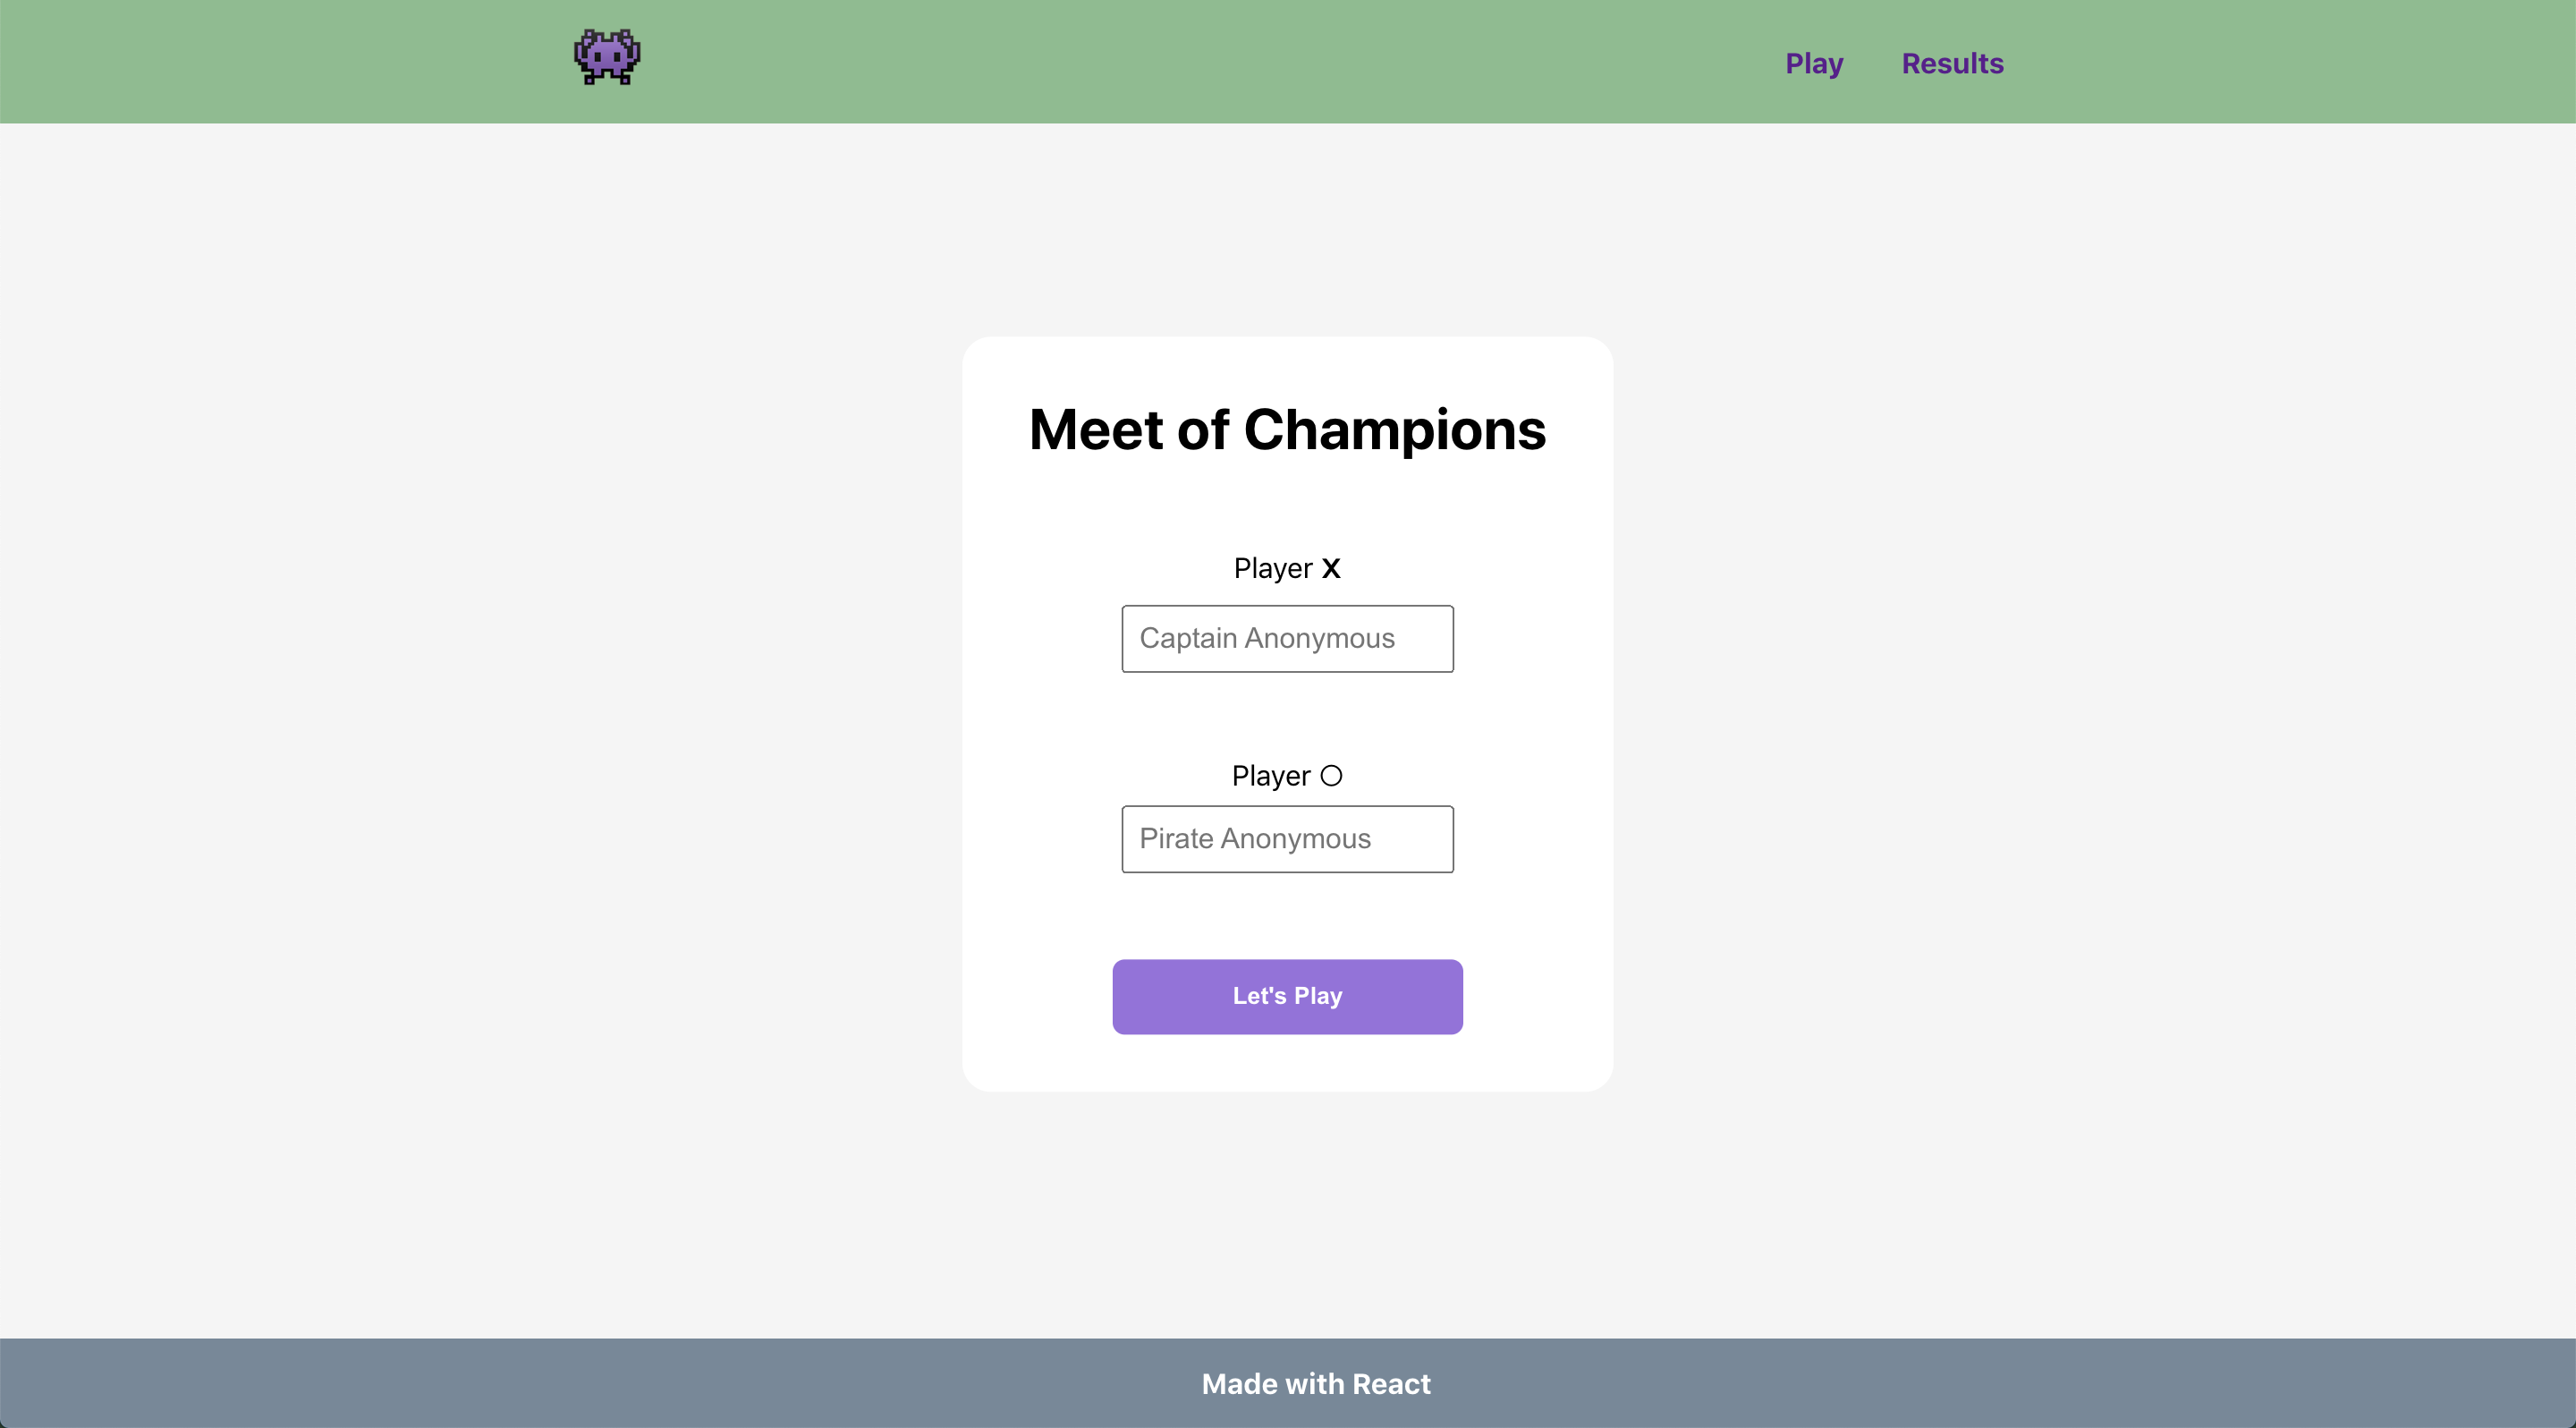 Play Results
Meet of Champions
Player X
Captain Anonymous
Player O
Pirate Anonymous
Let's Play
Made with React